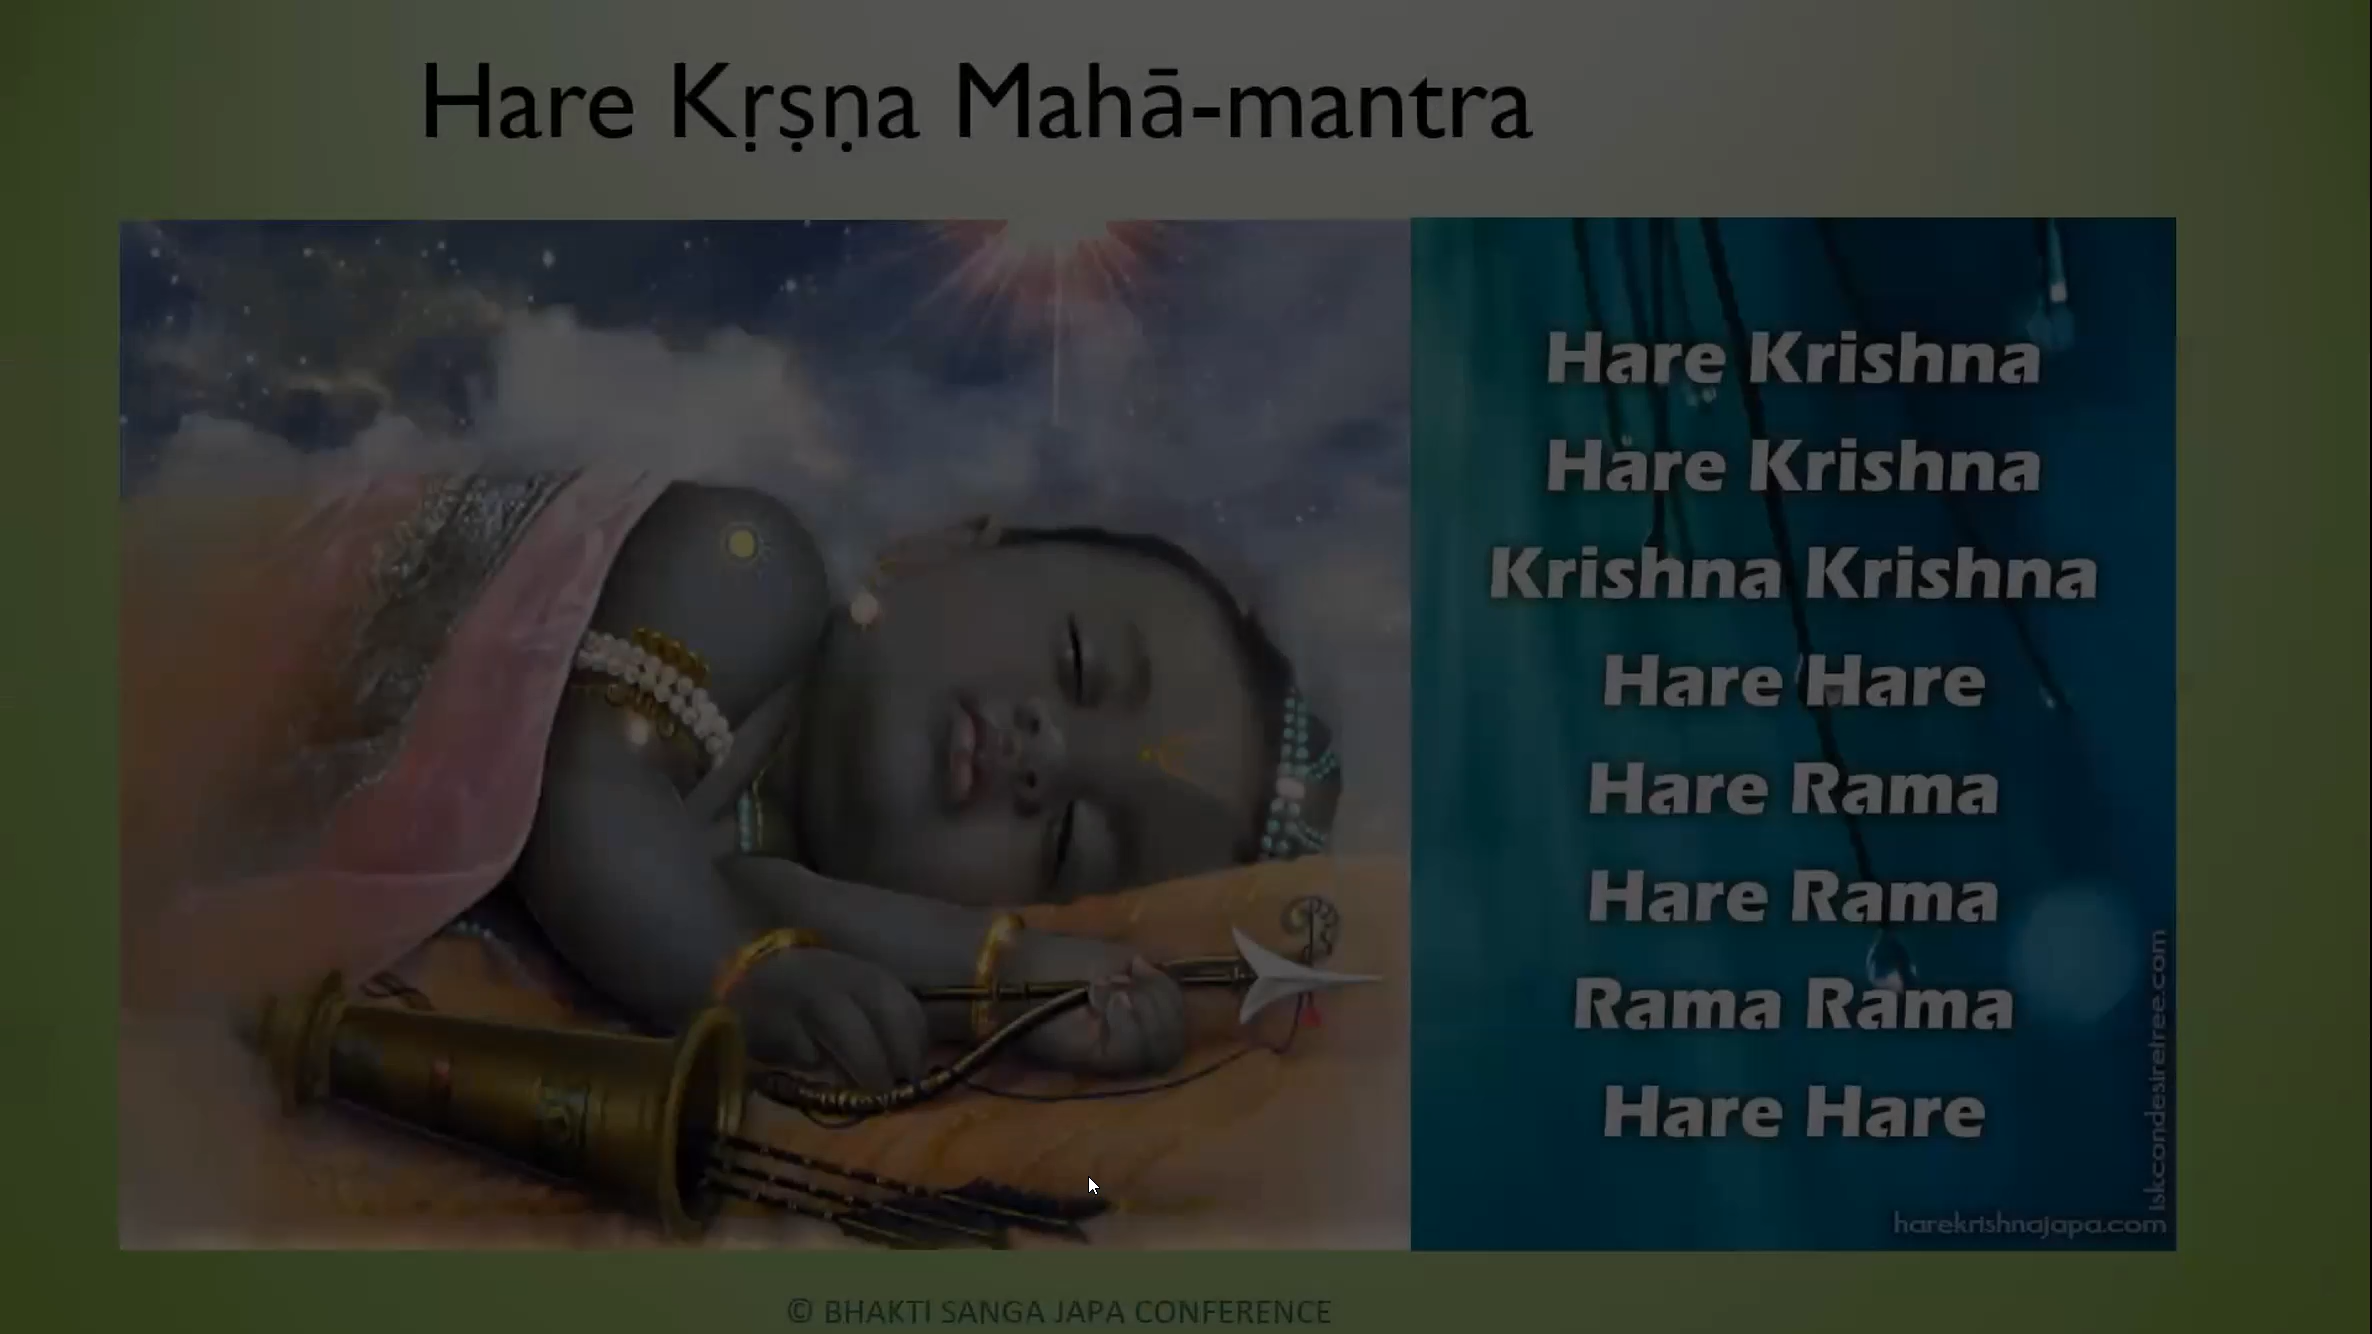 Hare Kṛṣṇa Mahā-mantra
Hare Krishna
Hare Krishna
Krishna Krishna
Hare Hare
Hare Rama
Hare Rama
Rama Rama
Hare Hare
iskcondesiretree.com
harekrishnajapa.com
© BHAKTI SANGA JAPA CONFERENCE